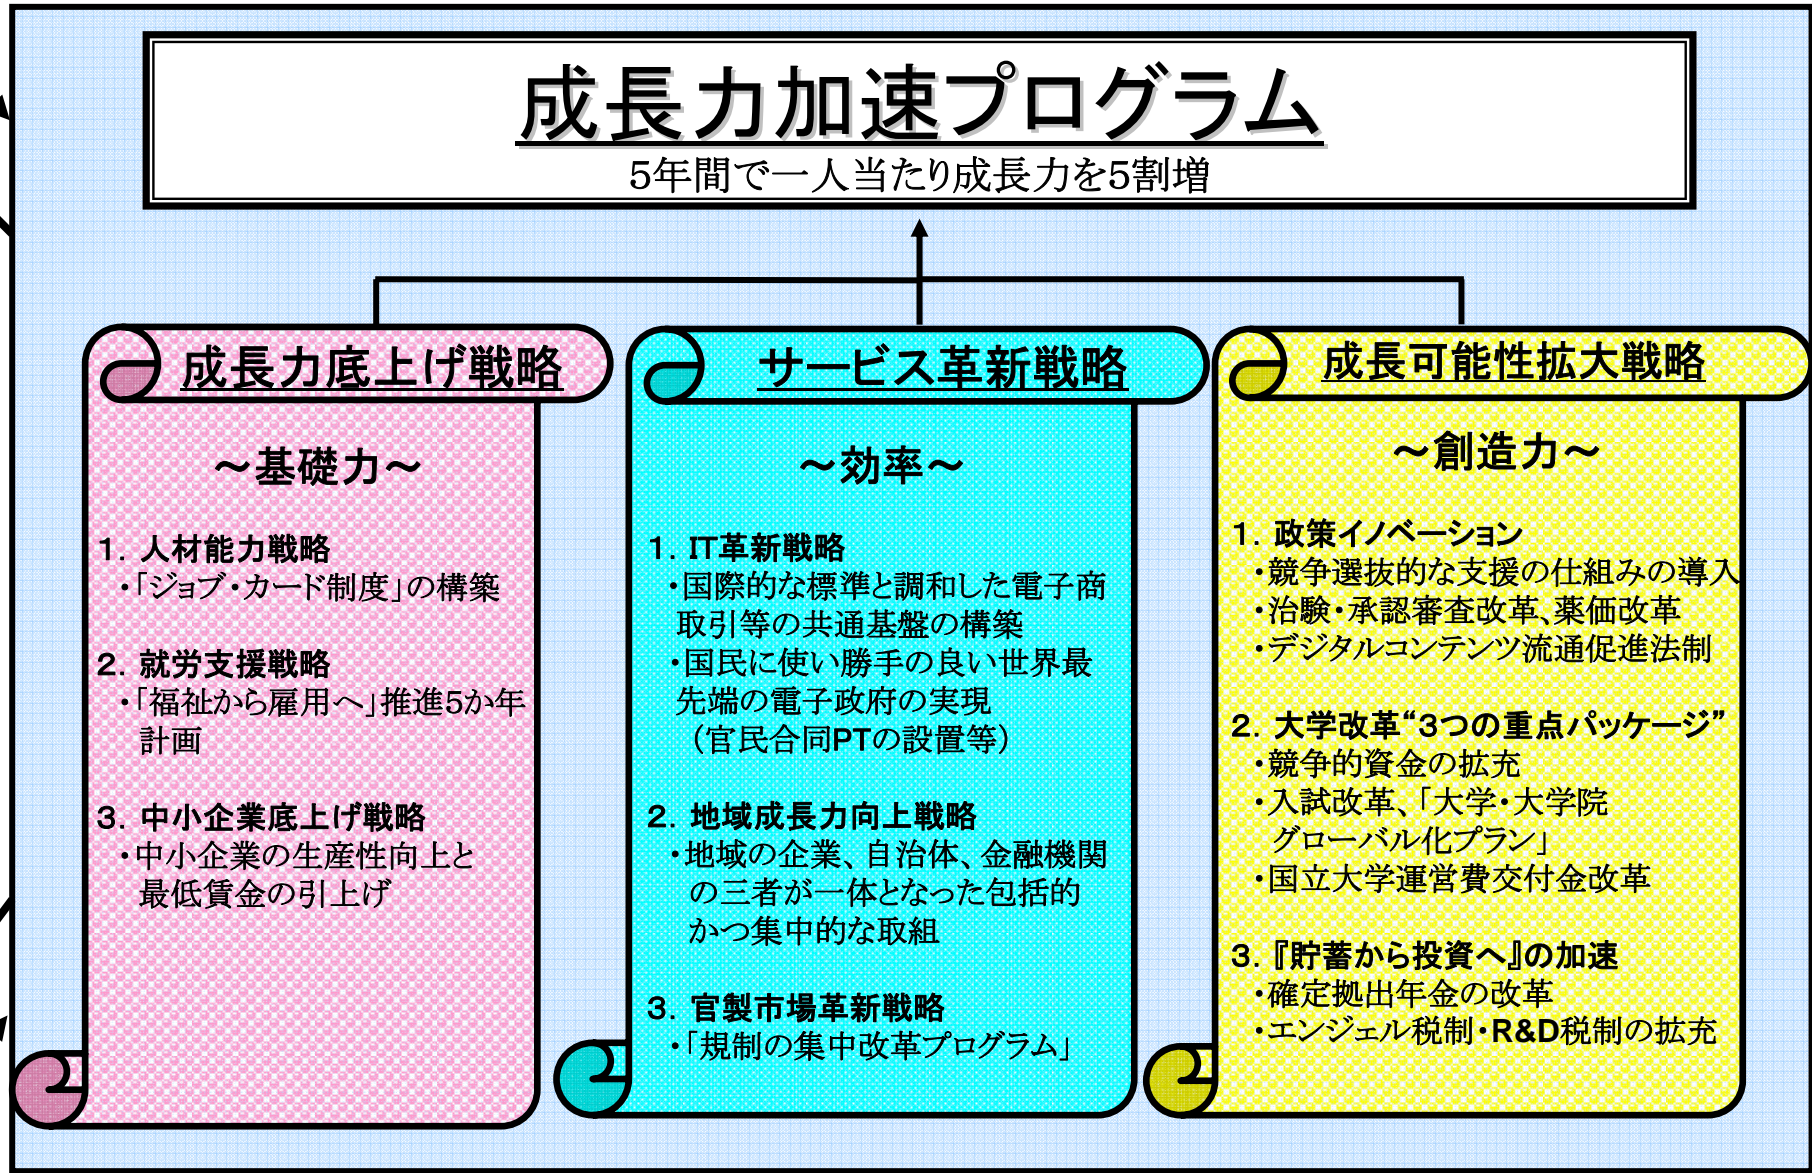 成長力加速プログラム
5年間で一人当たり成長力を5割増
成長力底上げ戦略
～基礎力～
1. 人材能力戦略
・「ジョブ・カード制度」の構築
2. 就労支援戦略
・「福祉から雇用へ」推進5か年
計画
3. 中小企業底上げ戦略
・中小企業の生産性向上と
最低賃金の引上げ
サービス革新戦略
～効率～
1. IT革新戦略
・国際的な標準と調和した電子商
取引等の共通基盤の構築
・国民に使い勝手の良い世界最
先端の電子政府の実現
（官民合同PTの設置等）
2. 地域成長力向上戦略
・地域の企業、自治体、金融機関
の三者が一体となった包括的
かつ集中的な取組
3. 官製市場革新戦略
・「規制の集中改革プログラム」
成長可能性拡大戦略
～創造力～
1. 政策イノベーション
・競争選抜的な支援の仕組みの導入
・治験・承認審査改革、薬価改革
・デジタルコンテンツ流通促進法制
2. 大学改革“3つの重点パッケージ”
・競争的資金の拡充
・入試改革、「大学・大学院
グローバル化プラン」
・国立大学運営費交付金改革
3.『貯蓄から投資へ』の加速
・確定拠出年金の改革
・エンジェル税制・R&D税制の拡充